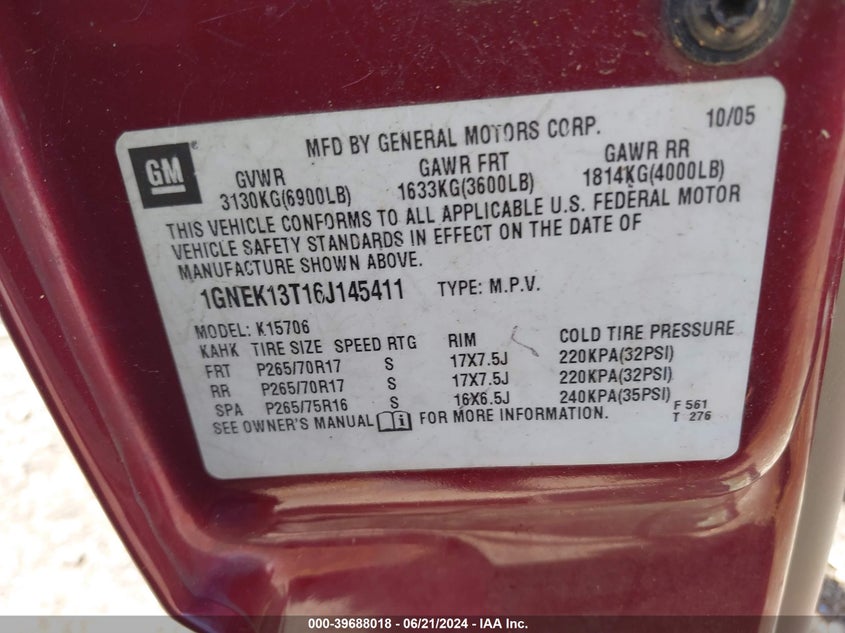 GM
MFD BY GENERAL MOTORS CORP. 10/05
GVWR GAWR FRT GAWR RR
3130KG(6900LB) 1633KG(3600LB) 1814KG(4000LB)
THIS VEHICLE CONFORMS TO ALL APPLICABLE U.S. FEDERAL MOTOR
VEHICLE SAFETY STANDARDS IN EFFECT ON THE DATE OF
MANUFACTURE SHOWN ABOVE.
1GNEK13T16J145411 TYPE: M.P.V.
MODEL: K15706
KAHK TIRE SIZE SPEED RTG RIM COLD TIRE PRESSURE
FRT P265/70R17 S 17X7.5J 220KPA(32PSI)
RR P265/70R17 S 17X7.5J 220KPA(32PSI)
SPA P265/75R16 S 16X6.5J 240KPA(35PSI)
SEE OWNER'S MANUAL FOR MORE INFORMATION.
F 561
T 276
000-39688018 - 06/21/2024 - IAA Inc.